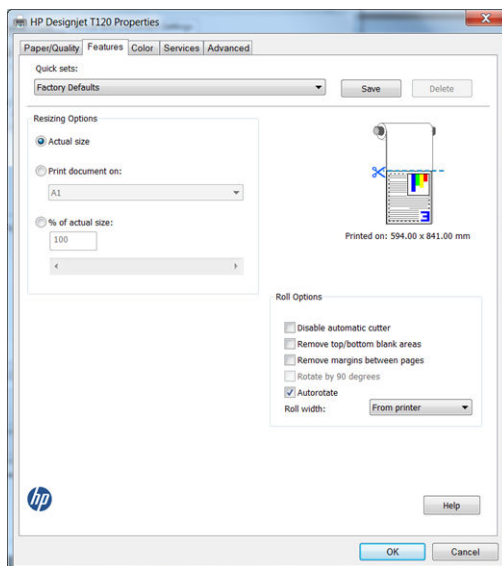 HP Designjet T120 Properties
Paper/Quality Features Color Services Advanced
Quick sets:
Factory Defaults
Save
Delete
Resizing Options
Actual size
Print document on:
A1
% of actual size:
100
Printed on: 594.00 x 841.00 mm
Roll Options
Disable automatic cutter
Remove top/bottom blank areas
Remove margins between pages
Rotate by 90 degrees
Autorotate
Roll width: From printer
hp
Help
OK Cancel